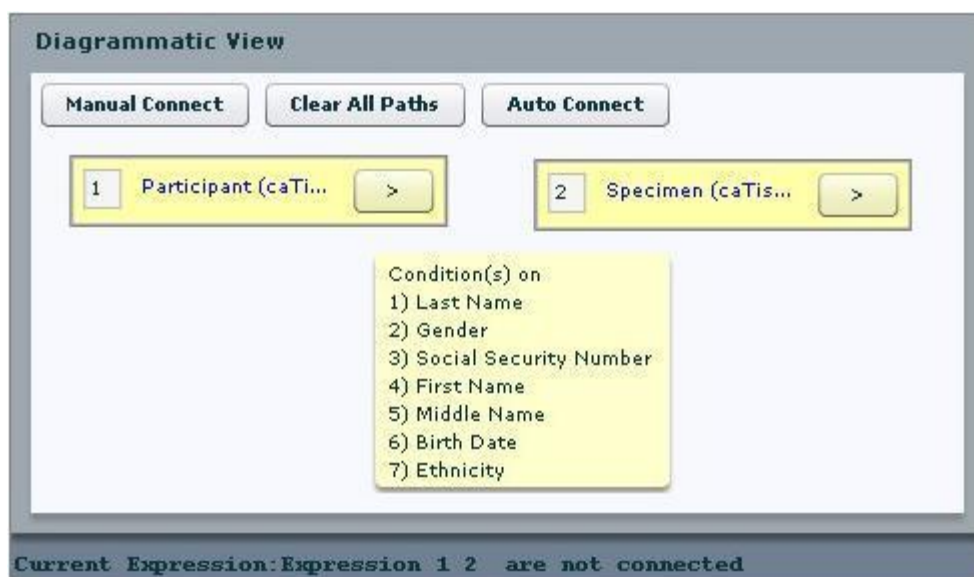 Diagrammatic View
Manual Connect Clear All Paths Auto Connect
1 Participant (caTi... > 2 Specimen (caTis... >
Condition(s) on
1) Last Name
2) Gender
3) Social Security Number
4) First Name
5) Middle Name
6) Birth Date
7) Ethnicity
Current Expression:Expression 1 2 are not connected